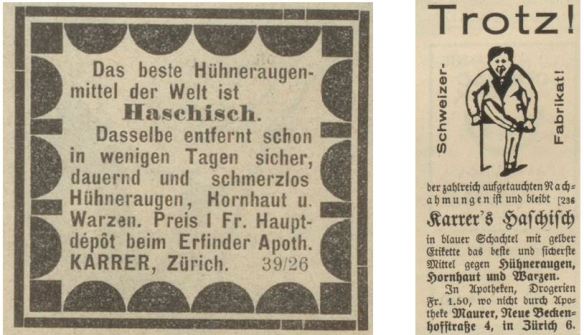 Das beste Hühneraugen-
mittel der Welt ist
Haschisch.
Dasselbe entfernt schon
in wenigen Tagen sicher,
dauernd und schmerzlos
Hühneraugen, Hornhaut u.
Warzen. Preis 1 Fr. Haupt-
dépôt beim Erfinder Apoth.
KARRER, Zürich. 39/26
Trotz!
Schweizer-
Fabrikat!
der zahlreich aufgetauchten Nach-
ahmungen ist und bleibt [236
Karrer's Haschisch
in blauer Schachtel mit gelber
Etikette das beste und sicherste
Mittel gegen Hühneraugen,
Hornhaut und Warzen.
In Apotheken, Drogerien
Fr. 1.50, wo nicht durch Apo-
theke Maurer, Neue Becken-
hofstraße 4, in Zürich 6.